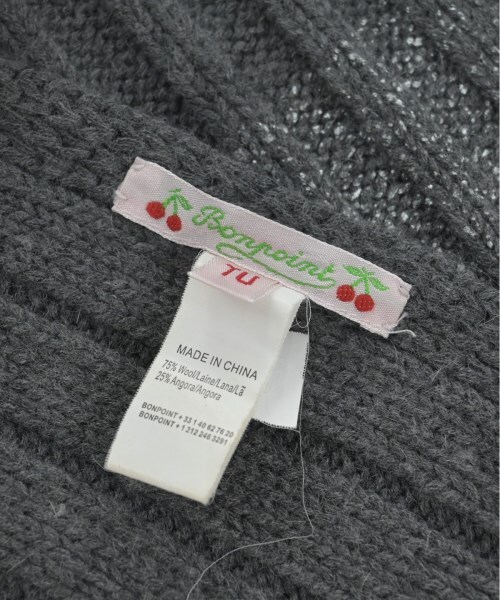 Bonpoint
TU
MADE IN CHINA
75% Wool/Laine/Lana/Lã
25% Angora/Angora
BONPOINT + 33 1 40 62 76 20
BONPOINT + 1 212 246 3291